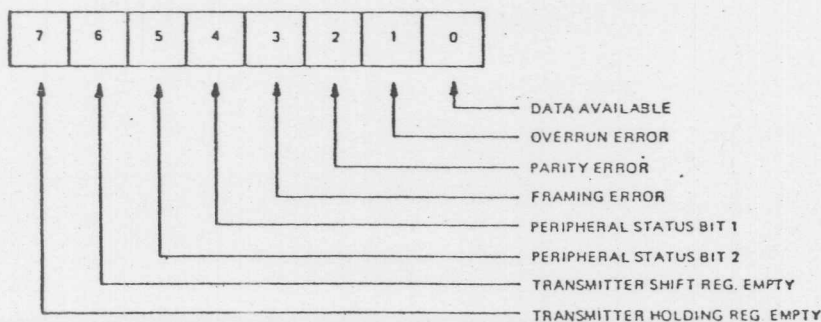 7 6 5 4 3 2 1 0
DATA AVAILABLE
OVERRUN ERROR
PARITY ERROR
FRAMING ERROR
PERIPHERAL STATUS BIT 1
PERIPHERAL STATUS BIT 2
TRANSMITTER SHIFT REG. EMPTY
TRANSMITTER HOLDING REG. EMPTY